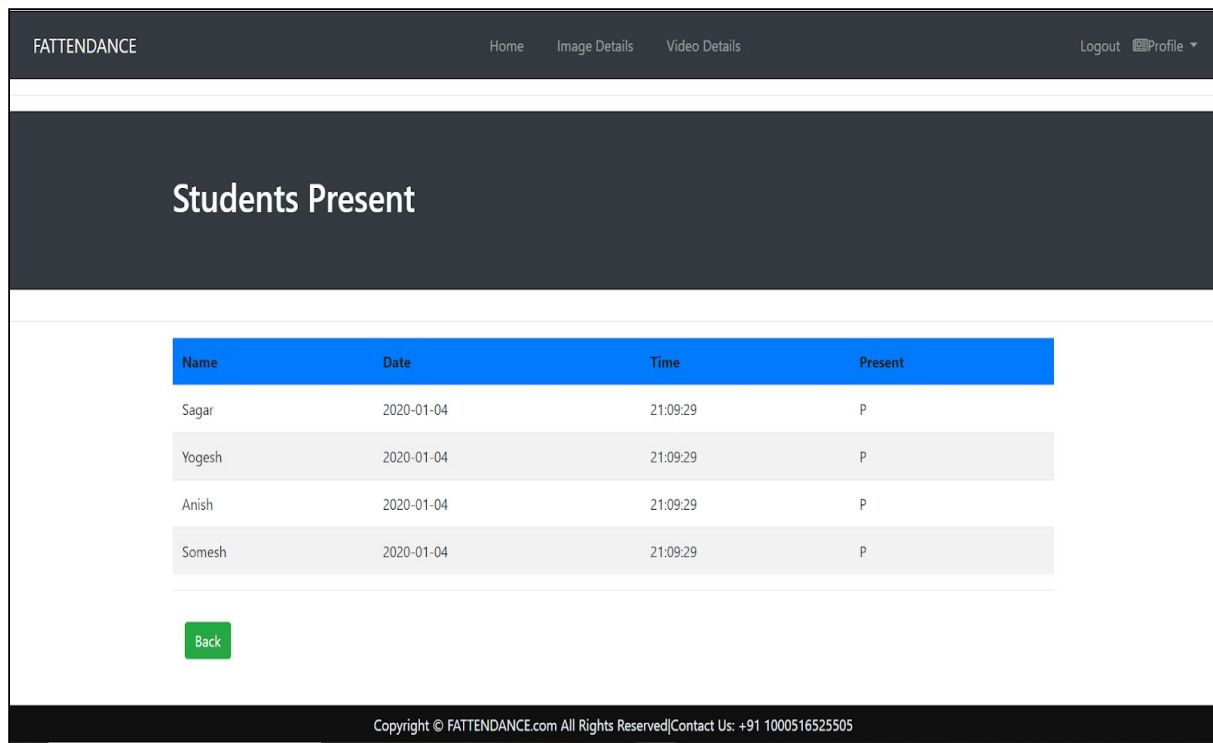 FATTENDANCE Home Image Details Video Details Logout Profile
Students Present
Name Date Time Present
Sagar 2020-01-04 21:09:29 P
Yogesh 2020-01-04 21:09:29 P
Anish 2020-01-04 21:09:29 P
Somesh 2020-01-04 21:09:29 P
Back
Copyright © FATTENDANCE.com All Rights Reserved|Contact Us: +91 1000516525505